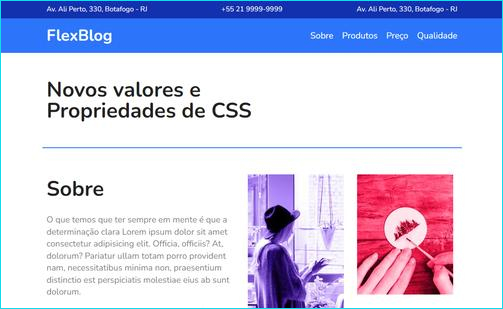 Av. Ali Perto, 330, Botafogo - RJ
+55 21 9999-9999
Av. Ali Perto, 330, Botafogo - RJ
FlexBlog
Sobre Produtos Preço Qualidade
Novos valores e
Propriedades de CSS
Sobre
O que temos que ter sempre em mente é que a
determinação clara Lorem ipsum dolor sit amet
consectetur adipisicing elit. Officia, officiis? At,
dolorum? Pariatur ullam totam porro provident
nam, necessitatibus minima non, praesentium
distinctio est perspiciatis molestiae eius ab sunt
dolorum.